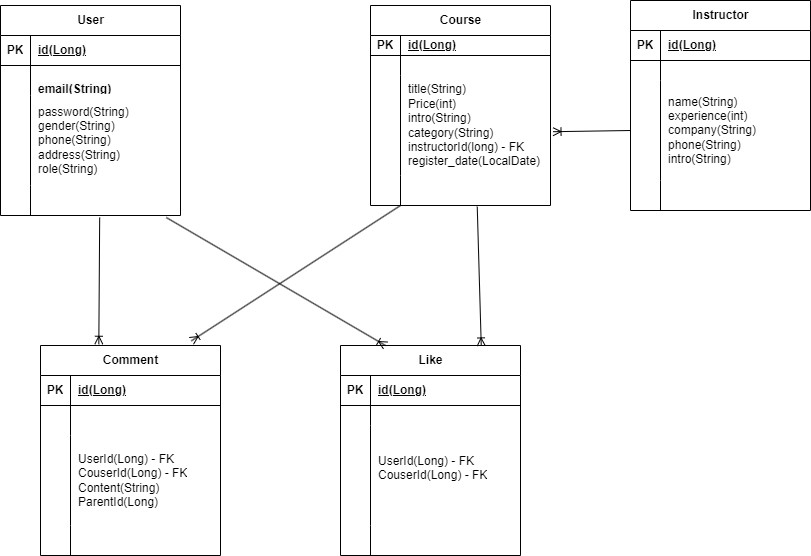 User
PK
id(Long)
email(String)
password(String)
gender(String)
phone(String)
address(String)
role(String)
Course
PK
id(Long)
title(String)
Price(int)
intro(String)
category(String)
instructorId(long) - FK
register_date(LocalDate)
Instructor
PK
id(Long)
name(String)
experience(int)
company(String)
phone(String)
intro(String)
Comment
PK
id(Long)
UserId(Long) - FK
CouserId(Long) - FK
Content(String)
ParentId(Long)
Like
PK
id(Long)
UserId(Long) - FK
CouserId(Long) - FK